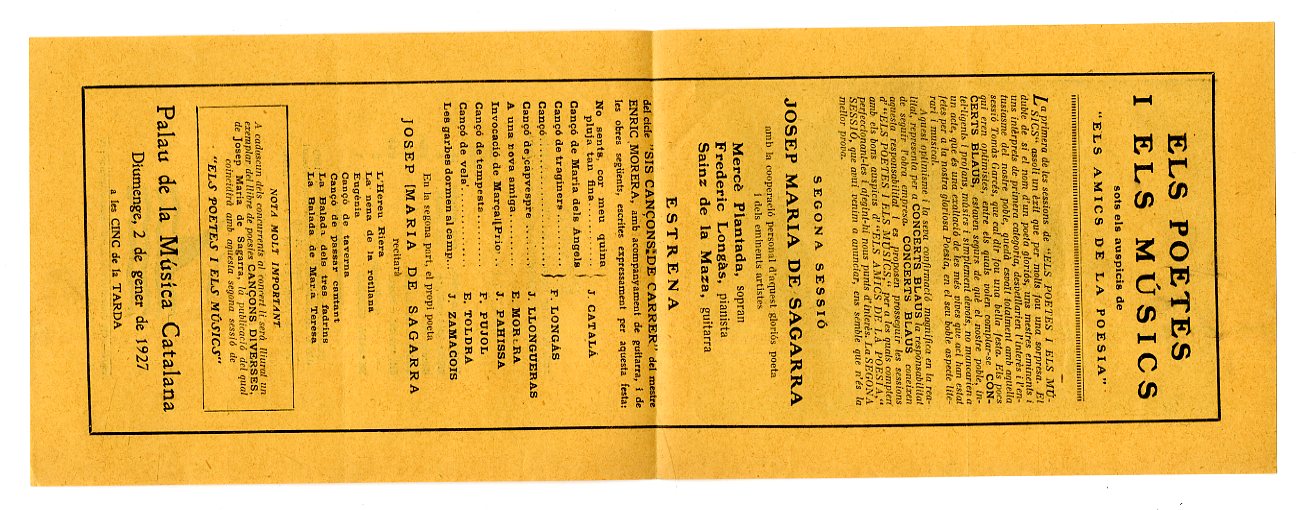 ELS POETES
I ELS MÚSICS
sots els auspicis de
"ELS AMICS DE LA POESIA"
La primera de les sessions de "ELS POETES I ELS MÚ-
SICS" assolí un èxit que per molts fou una sorpresa. El
dubte de si el nom d'un poeta gloriós, uns mestres eminents i
uns intèrprets de primera categoria, desvetllarien l'interès i l'en-
tusiasme del nostre poble, quedà esvaït totalment amb aquella
sessió Tomàs Garcés, que cal dir fou una bella festa. Els pocs
qui eren optimistes, entre els quals volen comptar-se CON-
CERTS BLAUS, estaven segurs de què el nostre poble, in-
tel·ligents i profans, músics i simplement devots, no mancarien a
un acte, que és una exaltació de les més vives que ací han estat
fetes per a la nostra gloriosa Poesia, en el seu boble aspecte lite-
rari i musical.
Aquest optimisme i la seva confirmació magnífica en la rea-
litat, representa per a CONCERTS BLAUS la responsabilitat
de seguir l'obra empresa. CONCERTS BLAUS coneixen
aquesta responsabilitat i es proposen prosseguir les sessions
d'"ELS POETES I ELS MÚSICS," per a les quals compten
amb els bons auspicis d'"ELS AMICS DE LA POESIA,"
perfeccionant-les i afegint-hi nous punts d'interès. La SEGONA
SESSIÓ, que avui venim a anunciar, ens sembla que n'és la
mellor prova.
SEGONA SESSIÓ
JOSEP MARIA DE SAGARRA
amb la cooperació personal d'aquest gloriós poeta
i dels eminents artistes
Mercè Plantada, sopran
Frederic Longàs, pianista
Sainz de la Maza, guitarra
ESTRENA
del cicle "SIS CANÇONS DE CARRER" del mestre
ENRIC MORERA, amb acompanyament de guitarra, i de
les obres següents, escrites expressament per aquesta festa:
No sents, cor meu quina
pluja tan fina........... J. CATALÀ
Cançó de Maria dels Angels
Cançó de traginers .......... F. LONGÀS
Cançó......................
Cançó de capvespre ........ J. LLONGUERAS
A una nova amiga.......... E. MORERA
Invocació de Marçal Prior .. J. PAHISSA
Cançó de tempesta.......... F. PUJOL
Cançó de vela............... E. TOLDRÀ
Les garbes dormen al camp... J. ZAMACOIS
En la segona part, el propi poeta
JOSEP MARIA DE SAGARRA
recitarà
L'Hereu Riera
La nena de la rotllana
Eugènia
Cançó de taverna
Cançó de passar cantant
La Balada dels tres fadrins
La Balada de Maria Teresa
NOTA MOLT IMPORTANT
A cadascun dels concurrents al concert li serà lliurat un
exemplar del llibre de poesies CANÇONS DIVERSES,
de Josep Maria de Sagarra, la publicació del qual
coincidirà amb aquesta segona sessió de
"ELS POETES I ELS MÚSICS"
Palau de la Música Catalana
Diumenge, 2 de gener de 1927
a les CINC de la TARDA